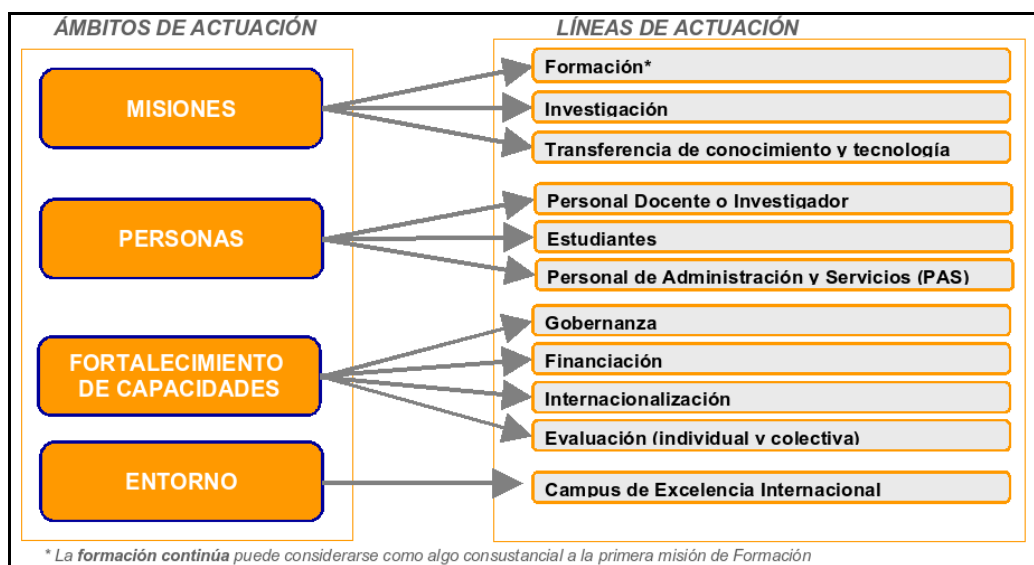 ÁMBITOS DE ACTUACIÓN
LÍNEAS DE ACTUACIÓN
MISIONES
Formación*
Investigación
Transferencia de conocimiento y tecnología
PERSONAS
Personal Docente o Investigador
Estudiantes
Personal de Administración y Servicios (PAS)
FORTALECIMIENTO
DE CAPACIDADES
Gobernanza
Financiación
Internacionalización
Evaluación (individual y colectiva)
ENTORNO
Campus de Excelencia Internacional
* La formación continúa puede considerarse como algo consustancial a la primera misión de Formación